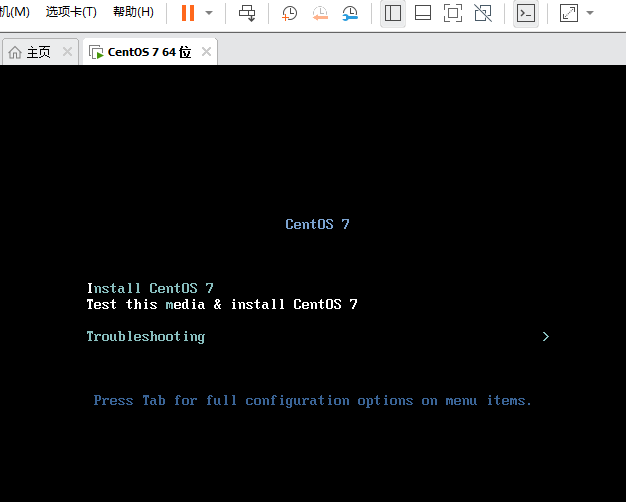 机(M) 选项卡(T) 帮助(H)
主页 CentOS 7 64 位
CentOS 7
Install CentOS 7
Test this media & install CentOS 7
Troubleshooting >
Press Tab for full configuration options on menu items.